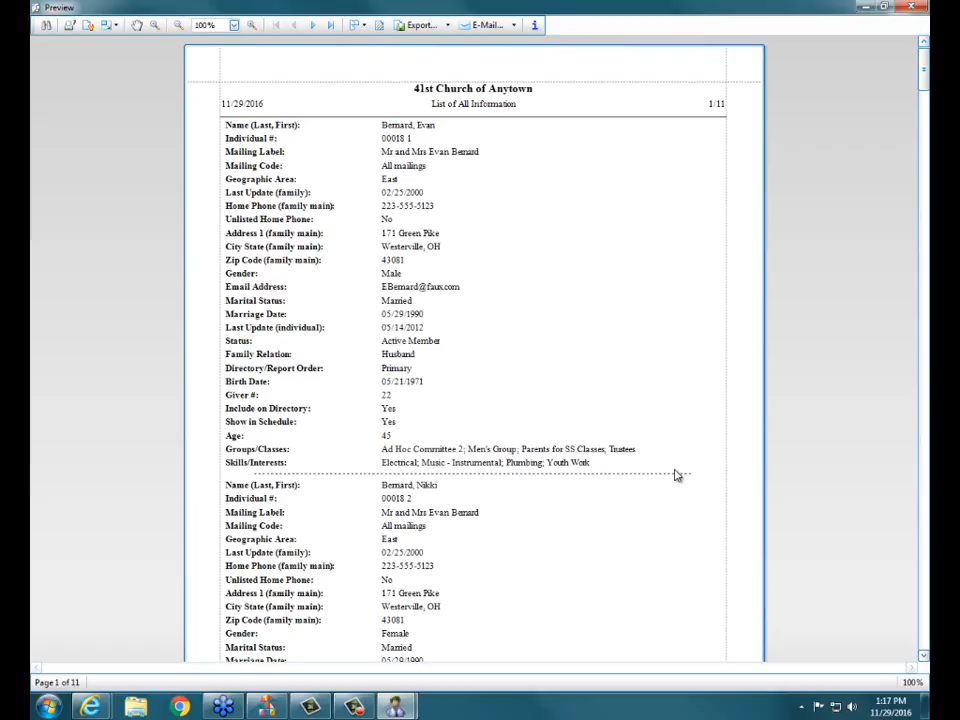 Preview
100% Export... E-Mail...
41st Church of Anytown
11/29/2016 List of All Information 1/11
Name (Last, First): Bernard, Evan
Individual #: 00018 1
Mailing Label: Mr and Mrs Evan Bernard
Mailing Code: All mailings
Geographic Area: East
Last Update (family): 02/25/2000
Home Phone (family main): 223-555-5123
Unlisted Home Phone: No
Address 1 (family main): 171 Green Pike
City State (family main): Westerville, OH
Zip Code (family main): 43081
Gender: Male
Email Address: EBernard@faux.com
Marital Status: Married
Marriage Date: 05/29/1990
Last Update (individual): 05/14/2012
Status: Active Member
Family Relation: Husband
Directory/Report Order: Primary
Birth Date: 05/21/1971
Giver #: 22
Include on Directory: Yes
Show in Schedule: Yes
Age: 45
Groups/Classes: Ad Hoc Committee 2; Men's Group; Parents for SS Classes; Trustees
Skills/Interests: Electrical; Music - Instrumental; Plumbing; Youth Work
Name (Last, First): Bernard, Nikki
Individual #: 00018 2
Mailing Label: Mr and Mrs Evan Bernard
Mailing Code: All mailings
Geographic Area: East
Last Update (family): 02/25/2000
Home Phone (family main): 223-555-5123
Unlisted Home Phone: No
Address 1 (family main): 171 Green Pike
City State (family main): Westerville, OH
Zip Code (family main): 43081
Gender: Female
Marital Status: Married
Marriage Date: 05/29/1990
Page 1 of 11 100%
1:17 PM
11/29/2016